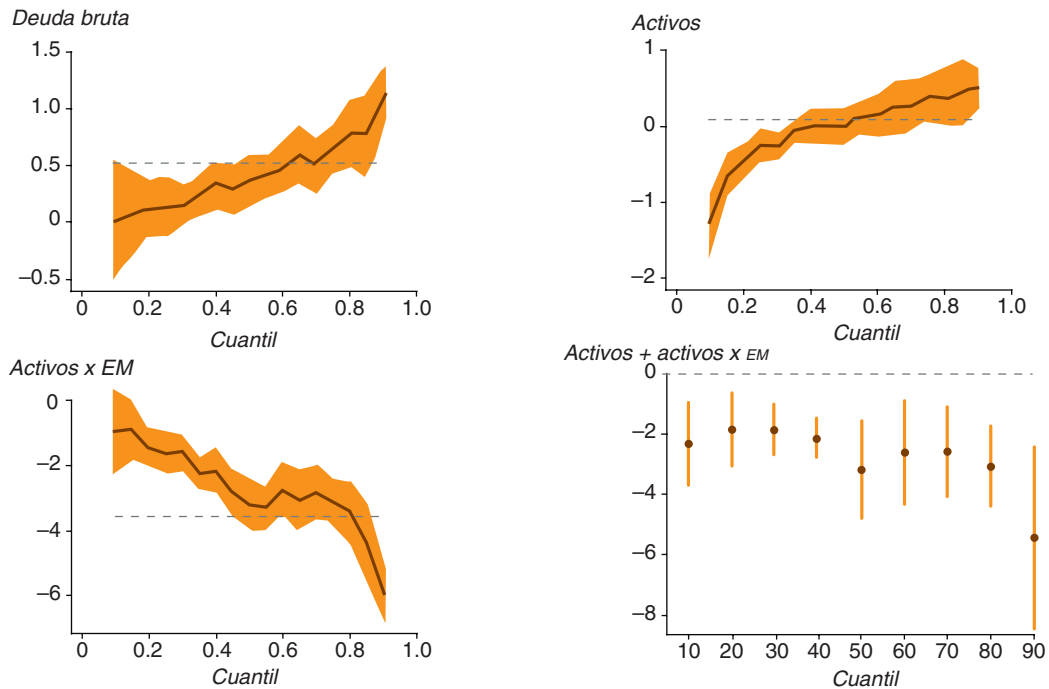 Deuda bruta
1.5
1.0
0.5
0
–0.5
0 0.2 0.4 0.6 0.8 1.0
Cuantil
Activos
1
0
–1
–2
0 0.2 0.4 0.6 0.8 1.0
Cuantil
Activos x EM
0
–2
–4
–6
0 0.2 0.4 0.6 0.8 1.0
Cuantil
Activos + activos x EM
0
–2
–4
–6
–8
10 20 30 40 50 60 70 80 90
Cuantil